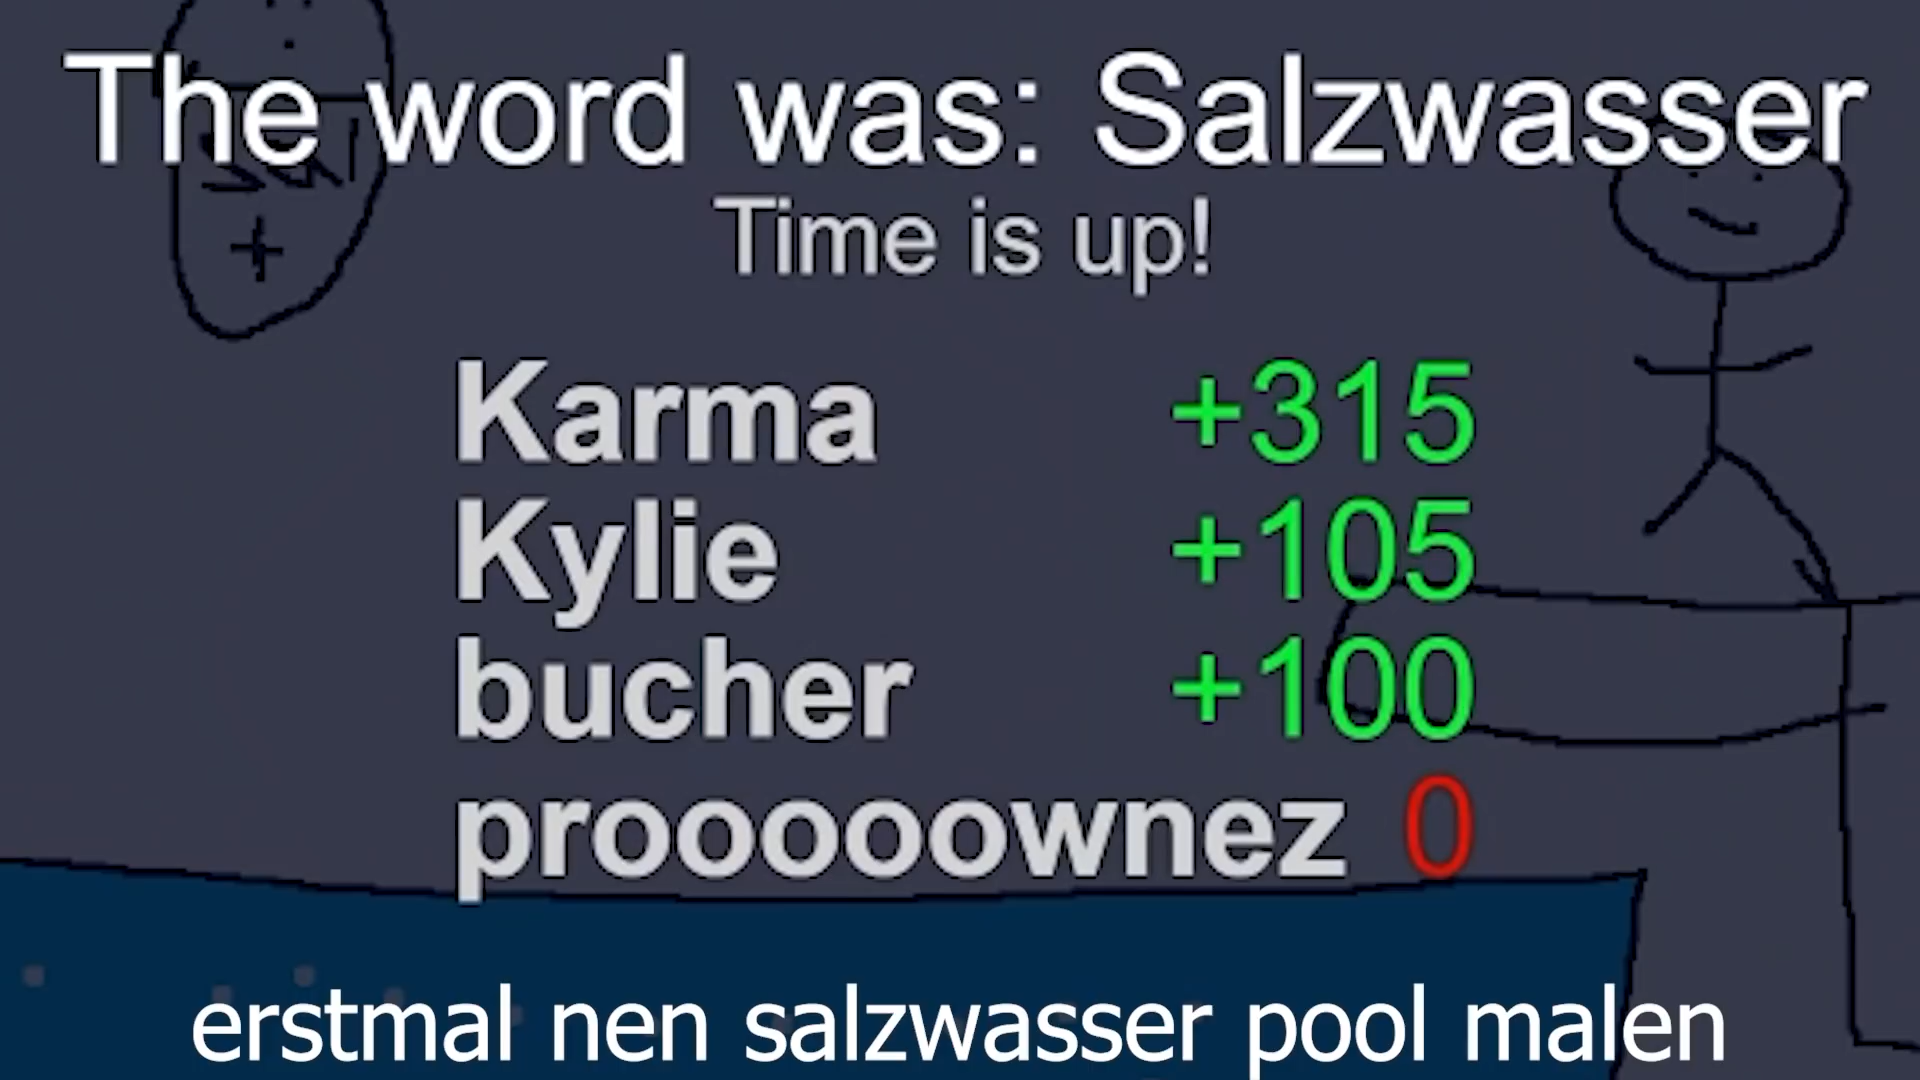 The word was: Salzwasser
Time is up!
Karma +315
Kylie +105
bucher +100
proooooownez 0
erstmal nen salzwasser pool malen